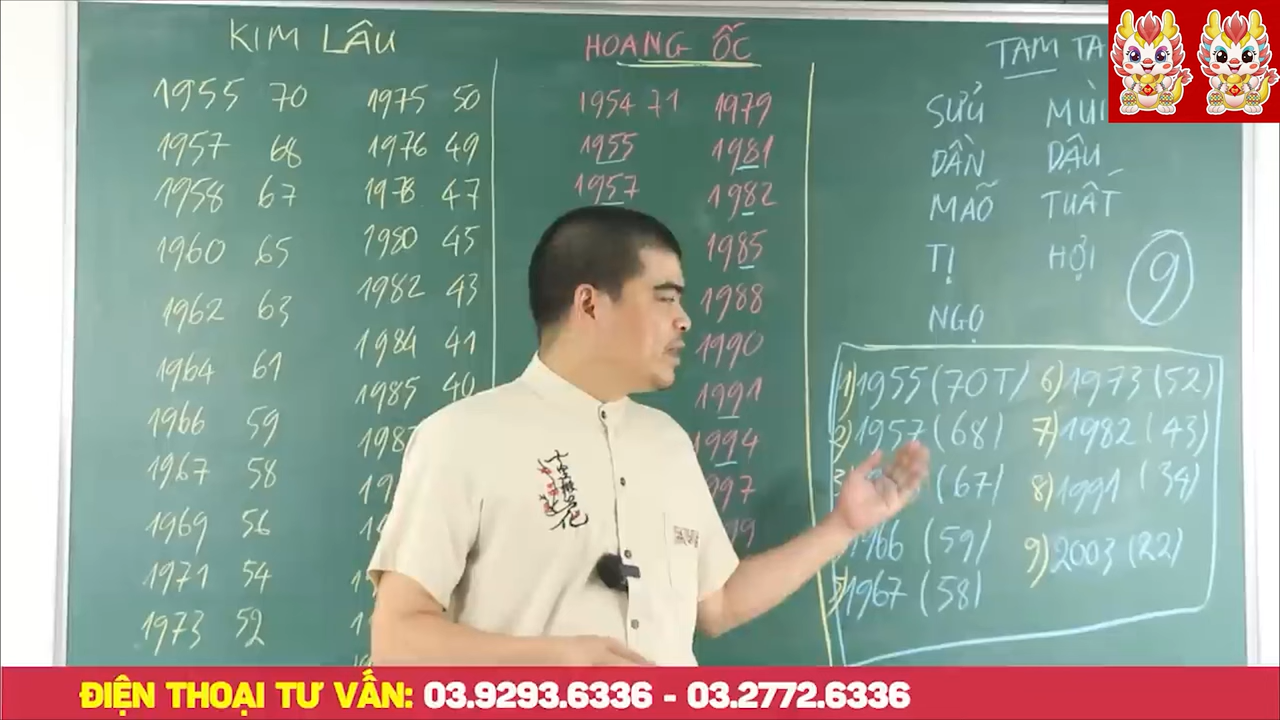 KIM LÂU
1955 70
1957 68
1958 67
1960 65
1962 63
1964 61
1966 59
1967 58
1969 56
1971 54
1973 52
1975 50
1976 49
1978 47
1980 45
1982 43
1984 41
1985 40
198
19
HOANG ỐC
1954 71
1955
1957
1979
1981
1982
1985
1988
1990
1991
1994
997
TAM TA
SỬU
DẦN
MÃO
TỊ
NGỌ
MÙI
DẬU
TUẤT
HỢI
9
1) 1955 (70T)
2) 1957 (68)
3) (67)
1966 (59)
5) 1967 (58)
6) 1973 (52)
7) 1982 (43)
8) 1991 (34)
9) 2003 (22)
ĐIỆN THOẠI TƯ VẤN: 03.9293.6336 - 03.2772.6336